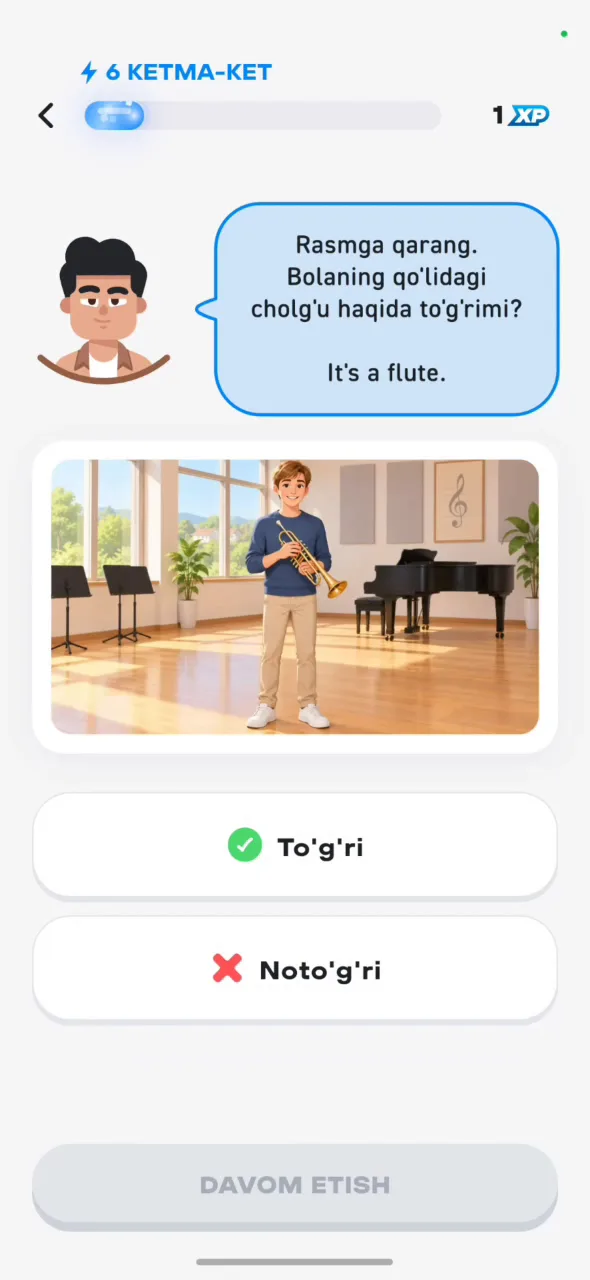 6 KETMA-KET
1 XP
Rasmga qarang.
Bolaning qo'lidagi
cholg'u haqida to'g'rimi?
It's a flute.
To'g'ri
Noto'g'ri
DAVOM ETISH